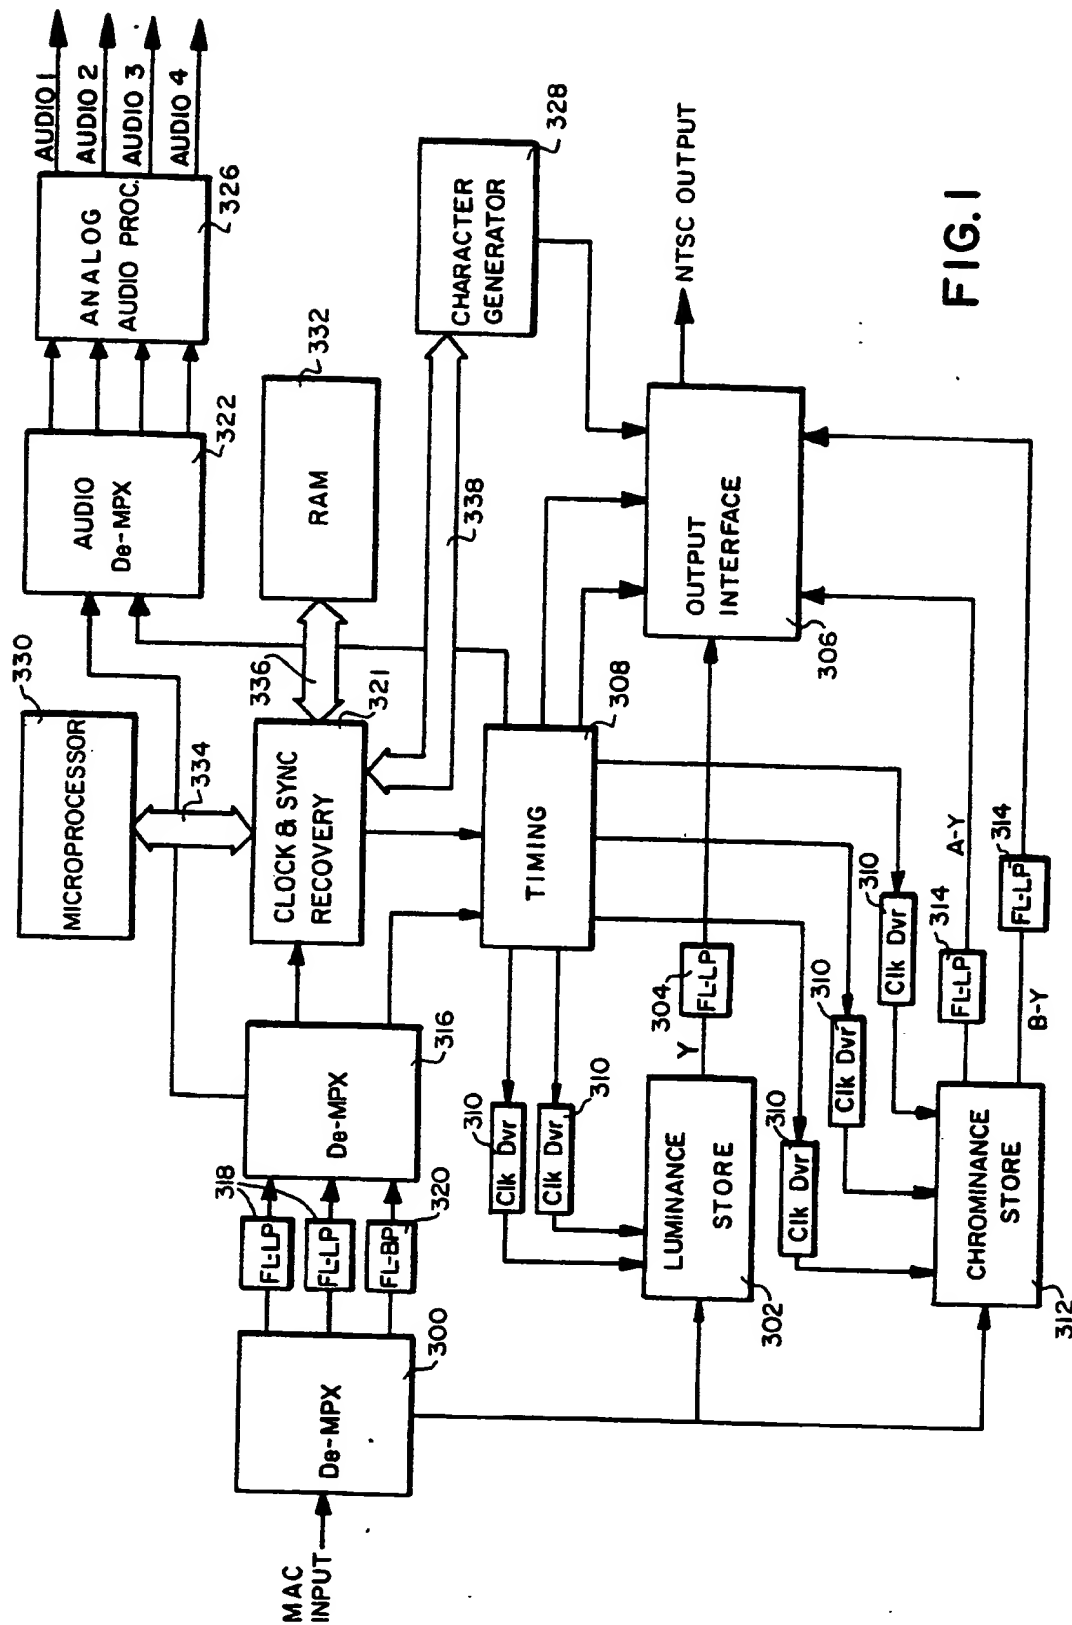 AUDIO 1
AUDIO 2
AUDIO 3
AUDIO 4
ANALOG
AUDIO PROC.
326
AUDIO
De-MPX
322
MICROPROCESSOR
330
334
RAM
332
336
CLOCK & SYNC
RECOVERY
321
338
CHARACTER
GENERATOR
328
De-MPX
316
FL-LP
318
FL-LP
FL-BP
320
MAC
INPUT
De-MPX
300
TIMING
308
Clk Dvr
310
Clk Dvr
310
LUMINANCE
STORE
302
Y
FL-LP
304
OUTPUT
INTERFACE
306
NTSC OUTPUT
Clk Dvr
310
Clk Dvr
310
Clk Dvr
310
CHROMINANCE
STORE
312
FL-LP
314
A-Y
FL-LP
314
B-Y
FIG. 1